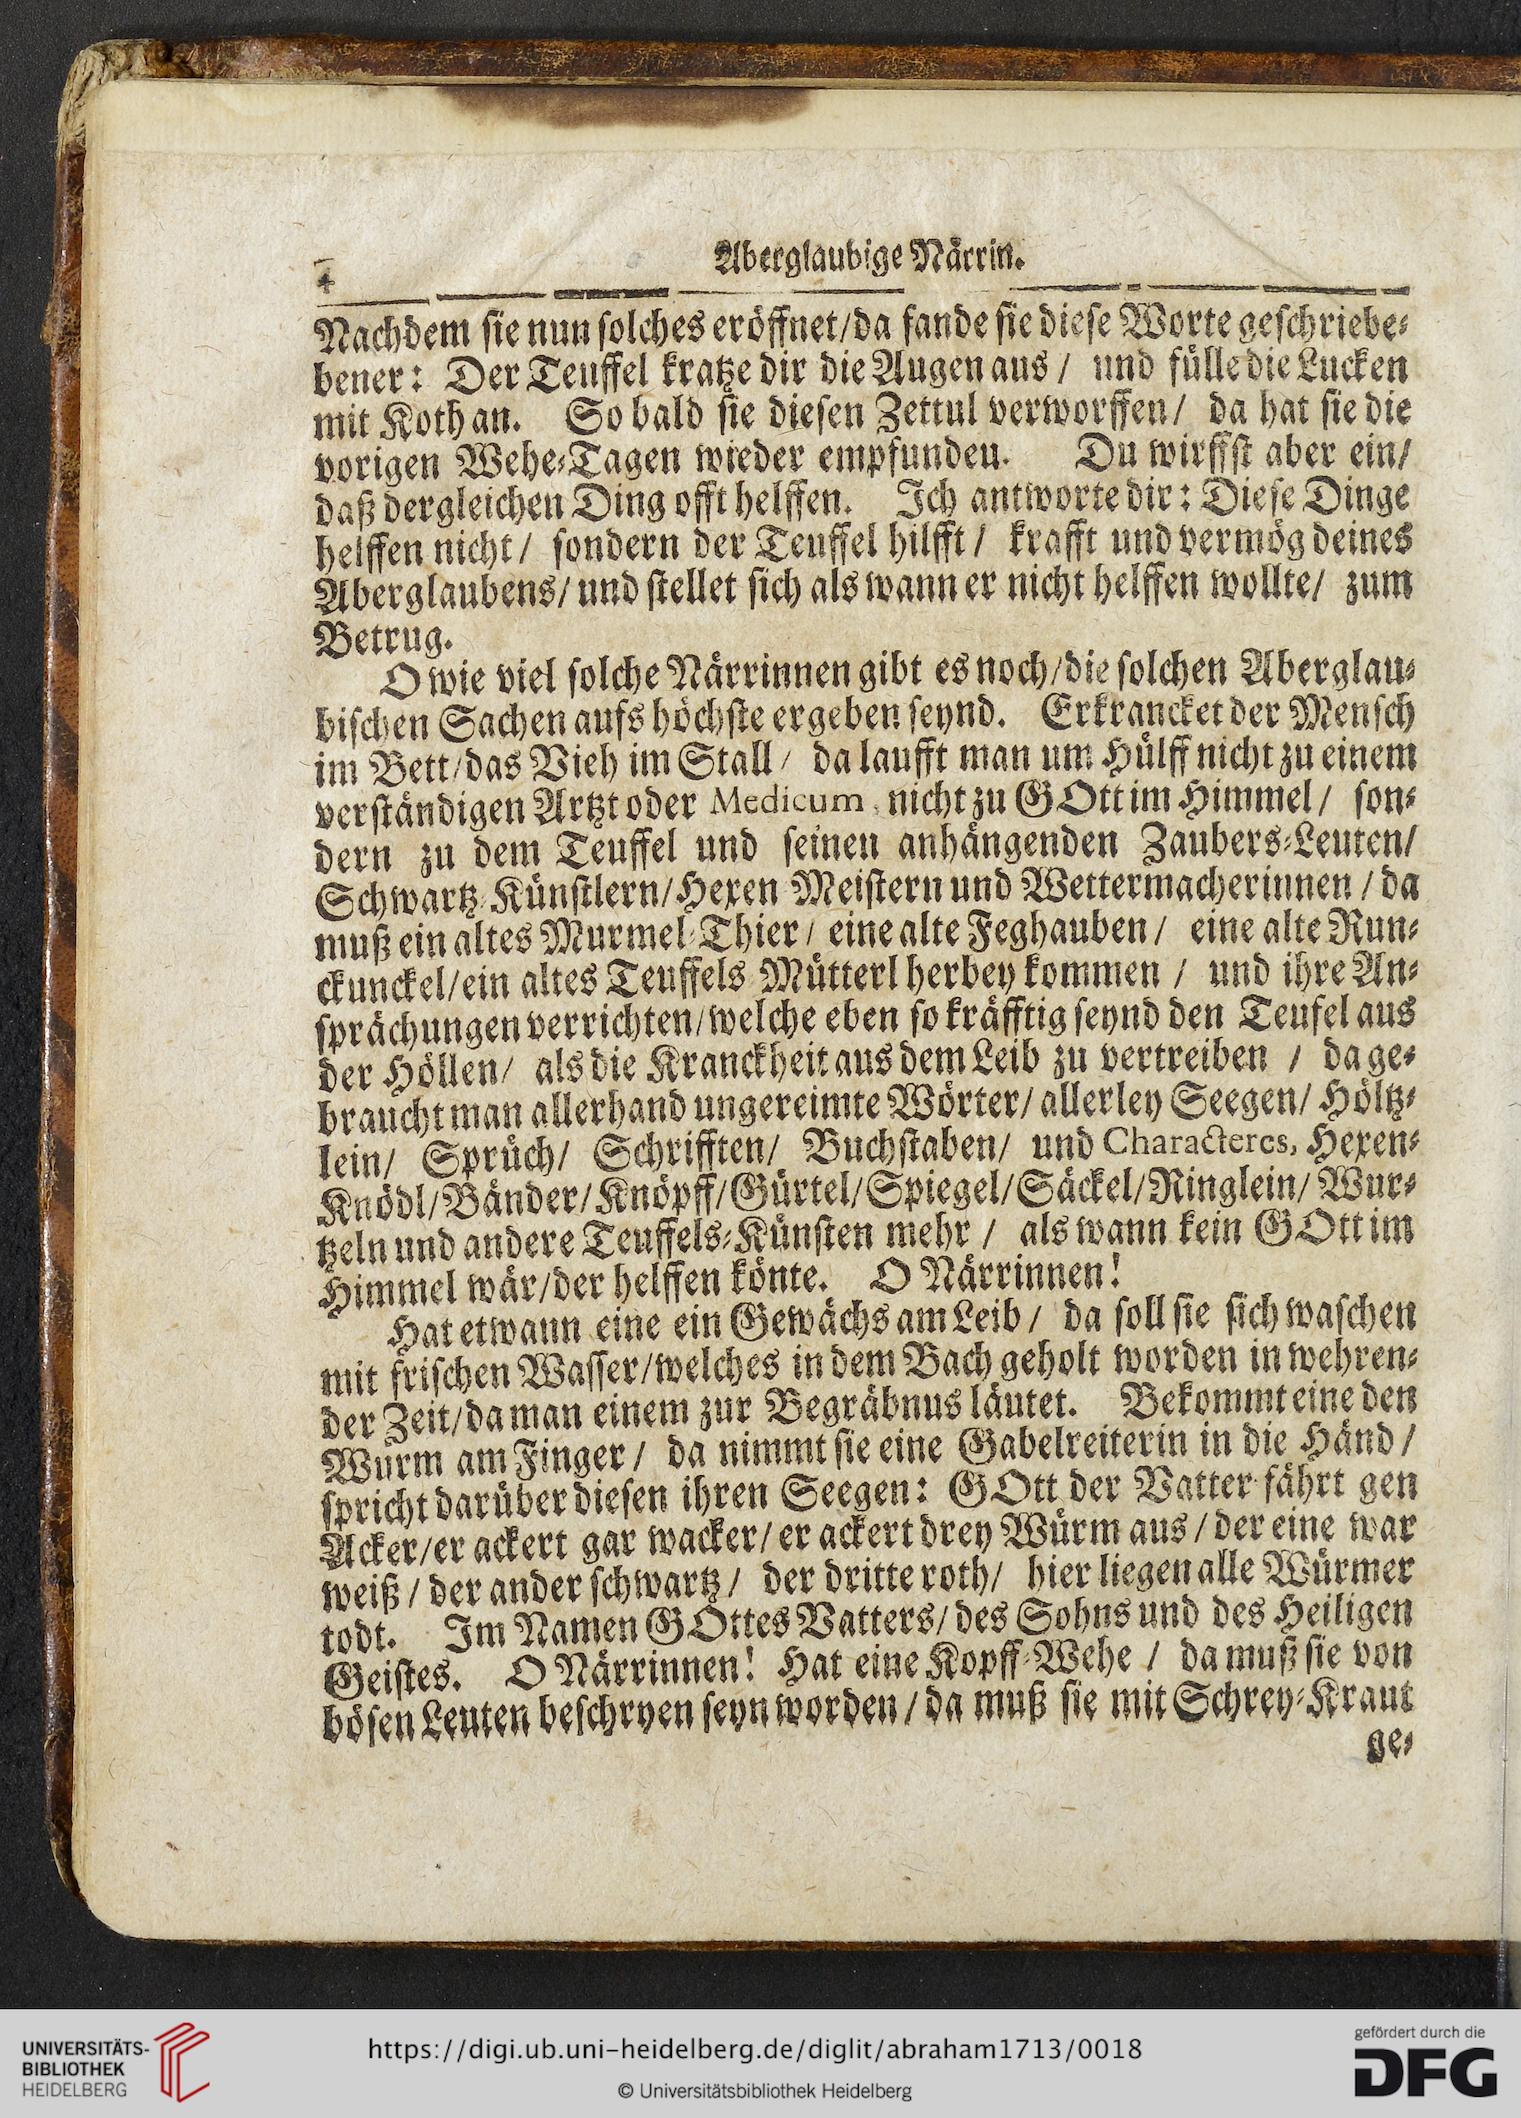 4
Aberglaubige Närrin.
Nachdem sie nun solches eröffnet/da fande sie diese Worte geschriebe-
bener: Der Teuffel kratze dir die Augen aus / und fülle die Lucken
mit Koth an. So bald sie diesen Zettul verworffen/ da hat sie die
vorigen Wehe-Tagen wieder empfunden. Du wirffst aber ein/
daß dergleichen Ding offt helffen. Ich antworte dir: Diese Dinge
helffen nicht/ sondern der Teuffel hilfft / krafft und vermög deines
Aberglaubens/ und stellet sich als wann er nicht helffen wollte/ zum
Betrug.
O wie viel solche Närrinnen gibt es noch/die solchen Aberglau-
bischen Sachen aufs höchste ergeben seynd. Erkrancket der Mensch
im Bett/das Vieh im Stall / da laufft man um Hülff nicht zu einem
verständigen Artzt oder Medicum, nicht zu GOtt im Himmel / son-
dern zu dem Teuffel und seinen anhängenden Zaubers-Leuten/
Schwartz-Künstlern/Hexen Meistern und Wettermacherinnen / da
muß ein altes Murmel-Thier / eine alte Feghauben / eine alte Run-
ckunckel/ein altes Teuffels Mütterl herbey kommen / und ihre An-
sprächungen verrichten/welche eben so kräfftig seynd den Teufel aus
der Höllen/ als die Kranckheit aus dem Leib zu vertreiben / da ge-
braucht man allerhand ungereimte Wörter/ allerley Seegen/ Höltz-
lein/ Sprüch/ Schrifften/ Buchstaben/ und Characteres, Hexen-
Knödl/Bänder/Knöpff/Gürtel/Spiegel/Säckel/Ringlein/ Wur-
tzeln und andere Teuffels-Künsten mehr / als wann kein GOtt im
Himmel wär/der helffen könte. O Närrinnen!
Hat etwann eine ein Gewächs am Leib / da soll sie sich waschen
mit frischen Wasser/welches in dem Bach geholt worden in wehren-
der Zeit/da man einem zur Begräbnus läutet. Bekommt eine den
Wurm am Finger / da nimmt sie eine Gabelreiterin in die Händ /
spricht darüber diesen ihren Seegen: GOtt der Vatter fährt gen
Acker/er ackert gar wacker/ er ackert drey Würm aus / der eine war
weiß / der ander schwartz / der dritte roth/ hier liegen alle Würmer
todt. Im Namen GOttes Vatters/ des Sohns und des Heiligen
Geistes. O Närrinnen! Hat eine Kopff-Wehe / da muß sie von
bösen Leuten beschryen seyn worden / da muß sie mit Schrey-Kraut
ge-
UNIVERSITÄTS-
BIBLIOTHEK
HEIDELBERG
https://digi.ub.uni-heidelberg.de/diglit/abraham1713/0018
© Universitätsbibliothek Heidelberg
gefördert durch die
DFG